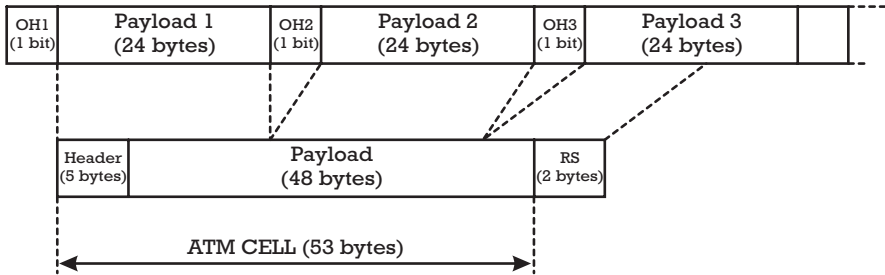 OH1 (1 bit)
Payload 1 (24 bytes)
OH2 (1 bit)
Payload 2 (24 bytes)
OH3 (1 bit)
Payload 3 (24 bytes)
Header (5 bytes)
Payload (48 bytes)
RS (2 bytes)
ATM CELL (53 bytes)